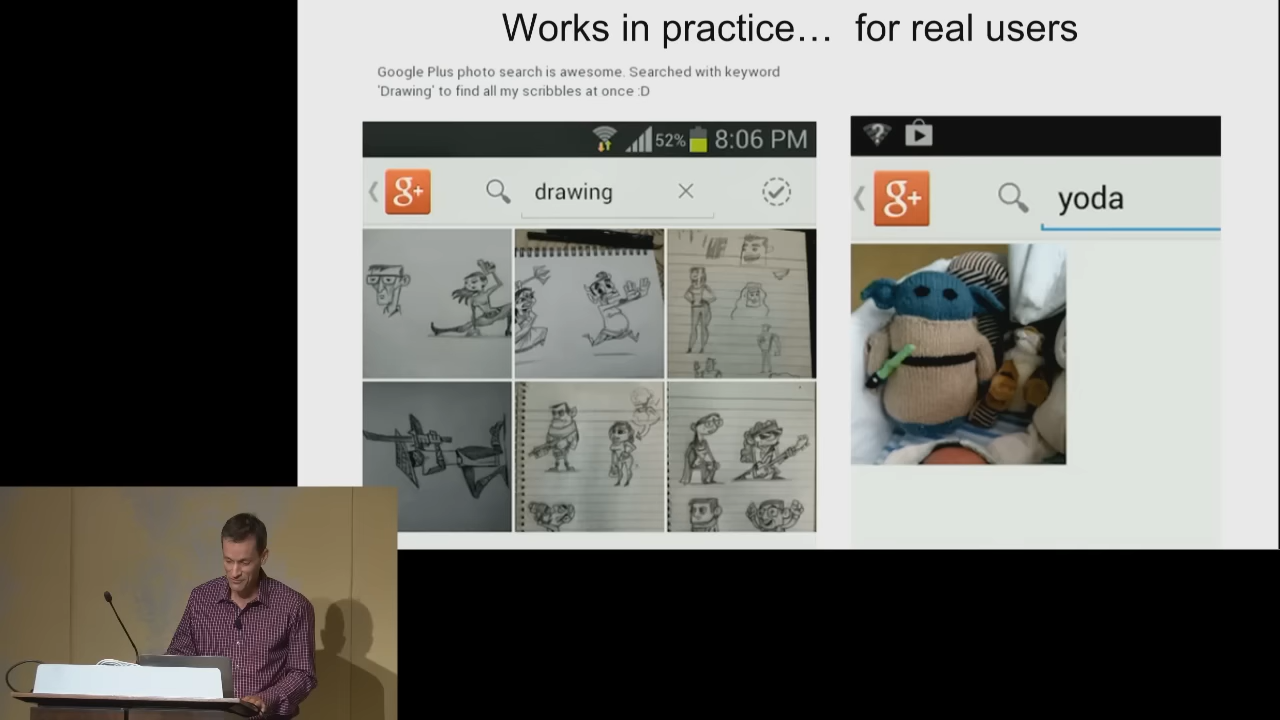 Works in practice… for real users
Google Plus photo search is awesome. Searched with keyword
'Drawing' to find all my scribbles at once :D
52% 8:06 PM
g+ drawing
g+ yoda